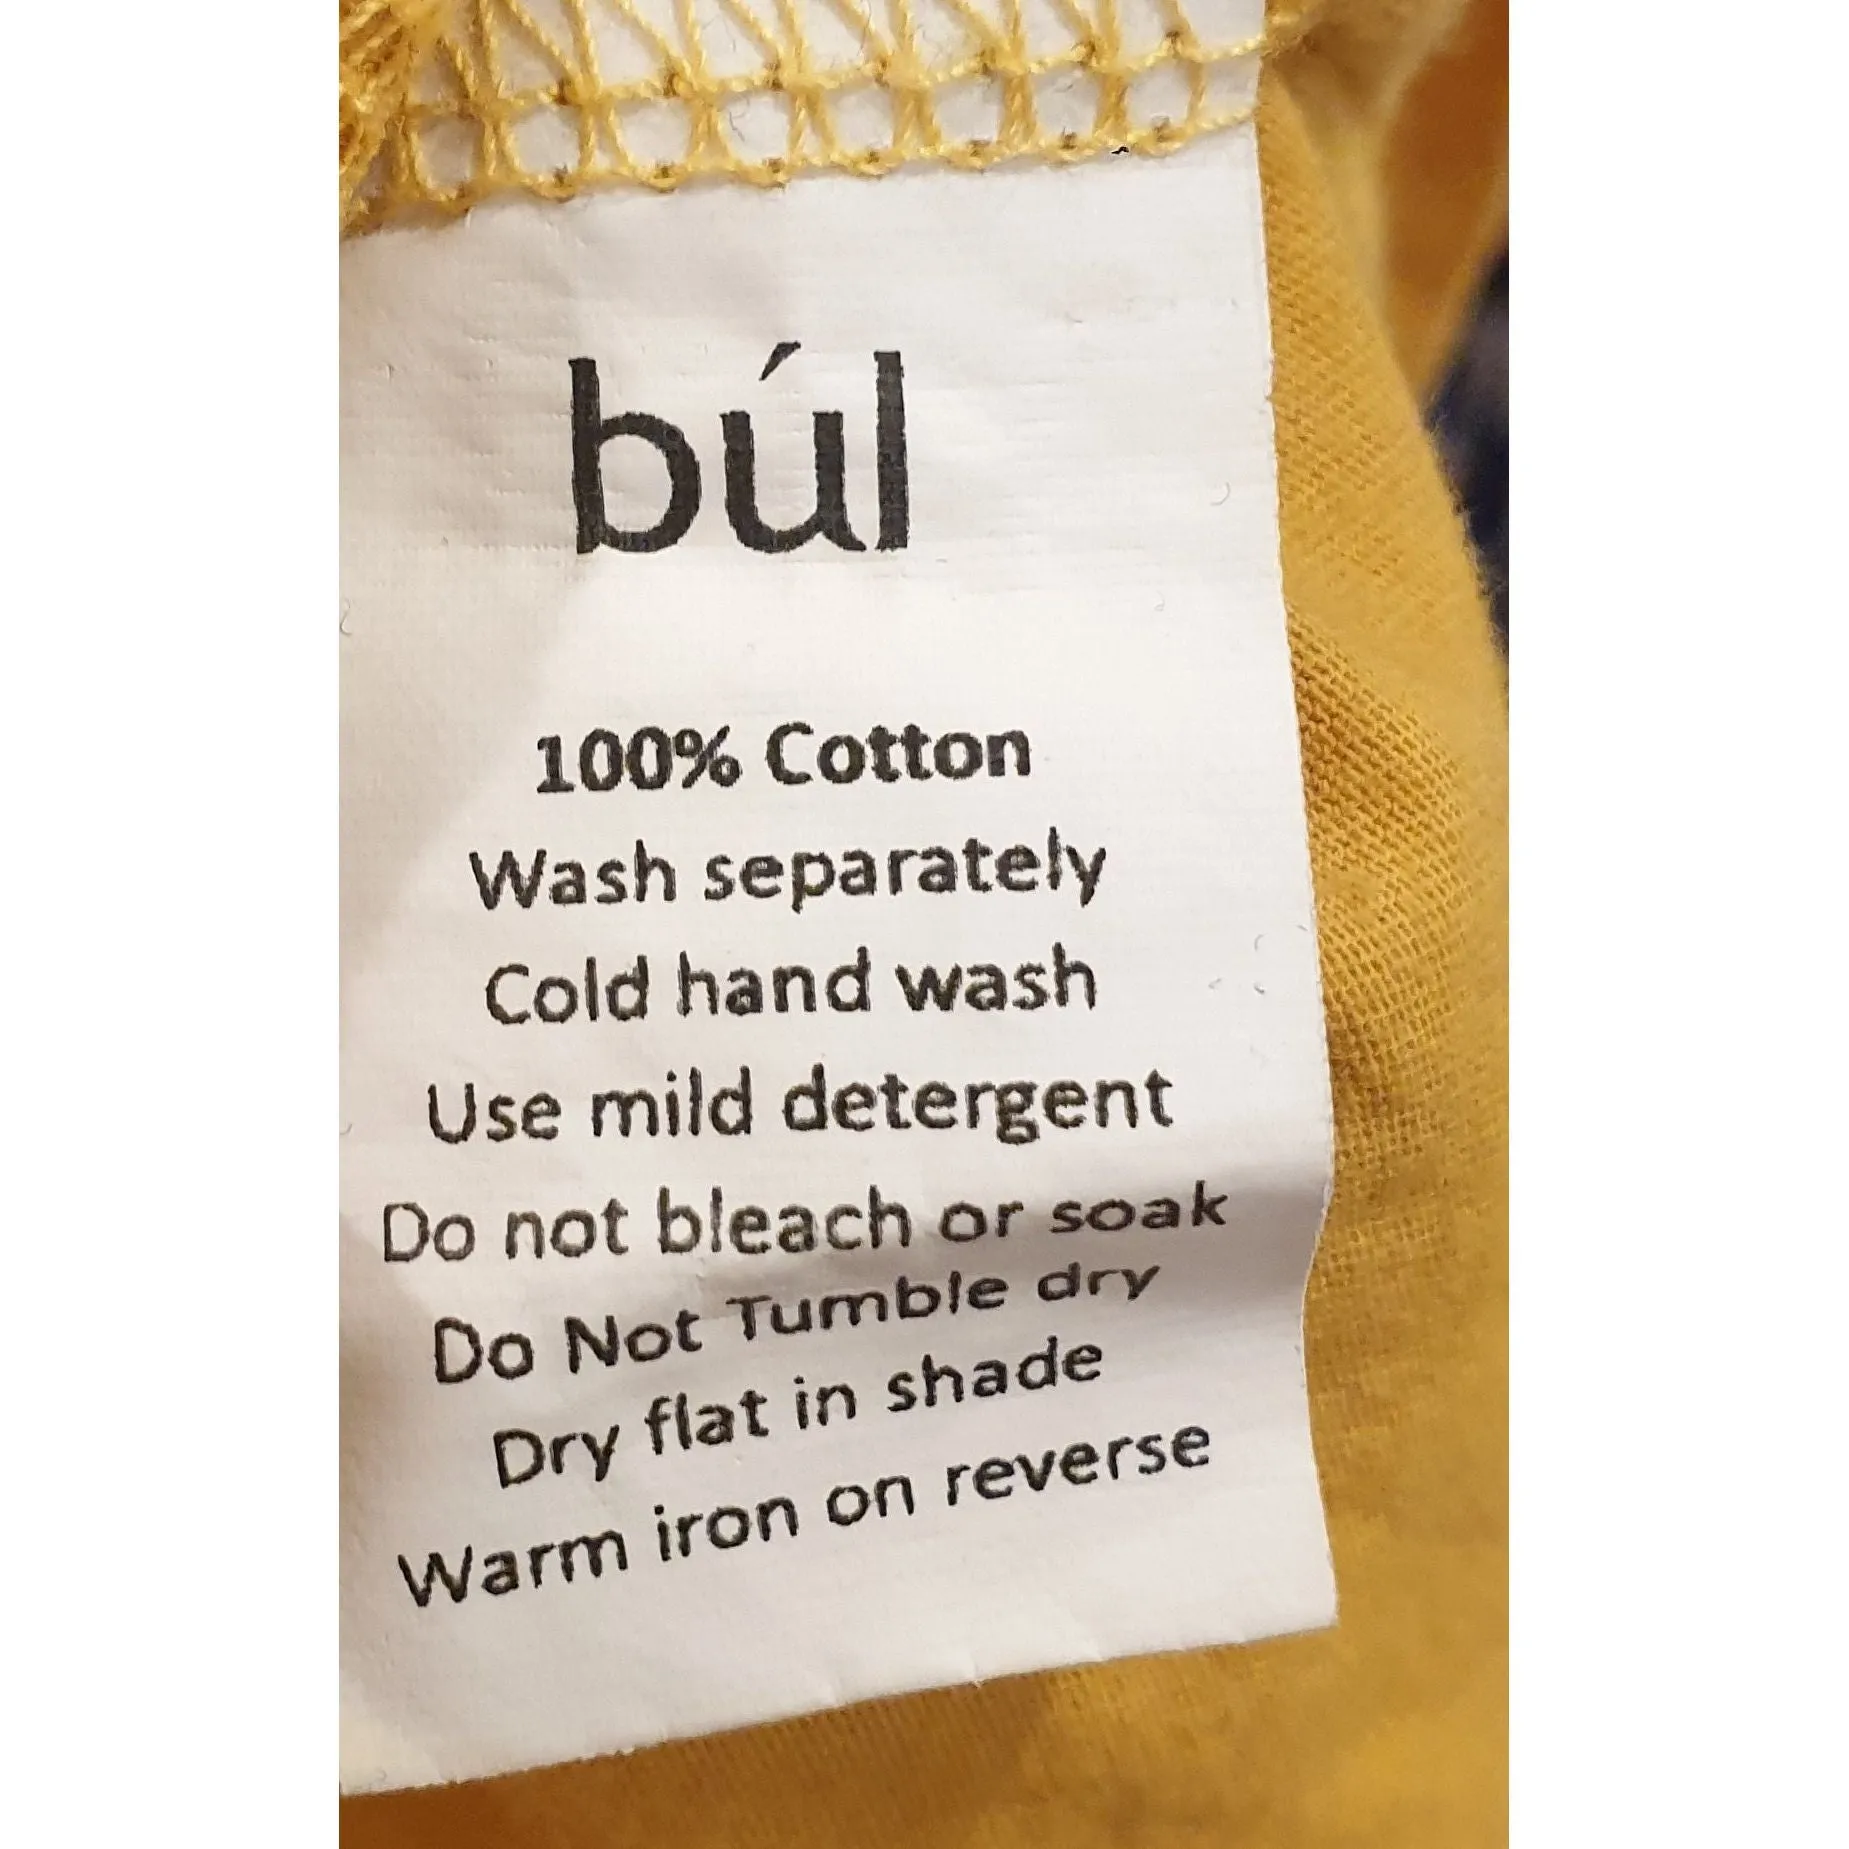 búl
100% Cotton
Wash separately
Cold hand wash
Use mild detergent
Do not bleach or soak
Do Not Tumble dry
Dry flat in shade
Warm iron on reverse